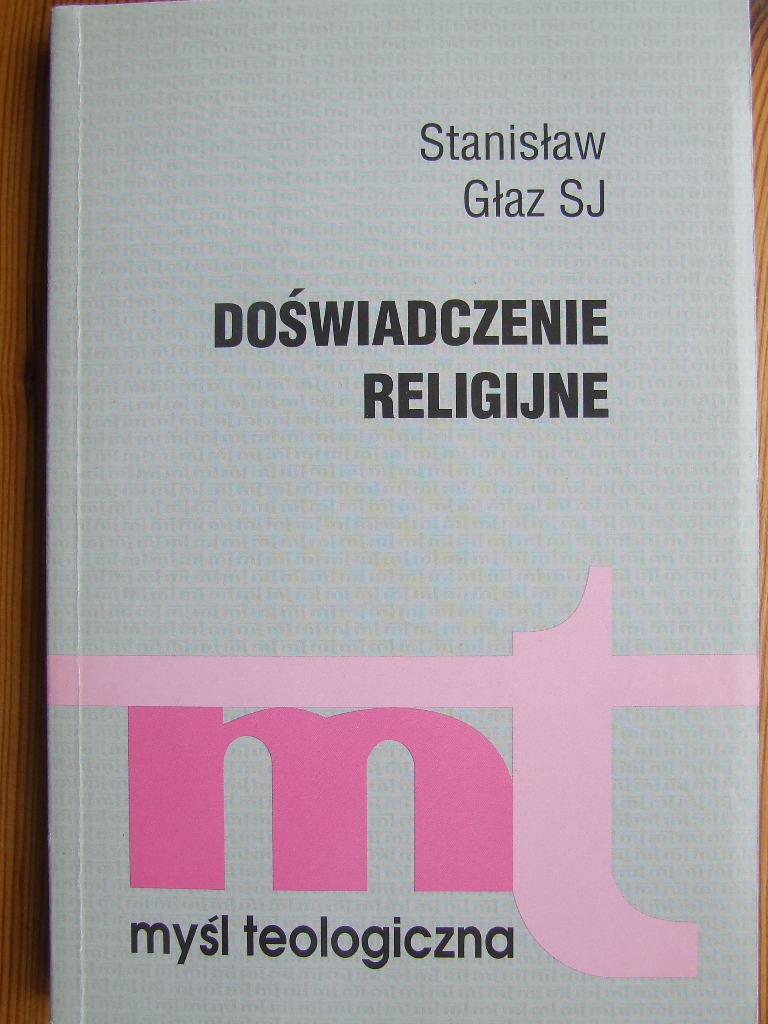 Stanisław
Głaz SJ
DOŚWIADCZENIE
RELIGIJNE
mt
myśl teologiczna